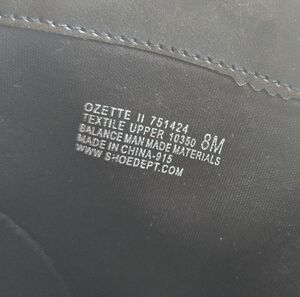 OZETTE II 751424
TEXTILE UPPER 10350 8M
BALANCE MAN MADE MATERIALS
MADE IN CHINA-915
WWW.SHOEDEPT.COM